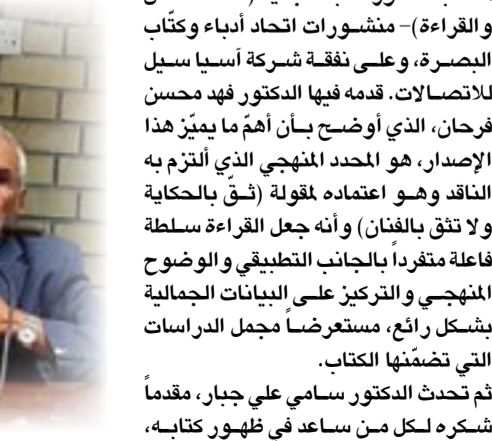 والقراءة)– منشورات اتحاد أدباء وكتّاب
البصرة، وعلى نفقة شركة آسيا سيل
للاتصالات. قدمه فيها الدكتور فهد محسن
فرحان، الذي أوضح بأن أهمّ ما يميّز هذا
الإصدار، هو المحدد المنهجي الذي ألتزم به
الناقد وهو اعتماده لمقولة (ثقّ بالحكاية
ولا تثق بالفنان) وأنه جعل القراءة سلطة
فاعلة متفرداً بالجانب التطبيقي والوضوح
المنهجي والتركيز على البيانات الجمالية
بشكل رائع، مستعرضاً مجمل الدراسات
التي تضمّنها الكتاب.
ثم تحدث الدكتور سامي علي جبار، مقدماً
شكره لكل من ساعد في ظهور كتابه،